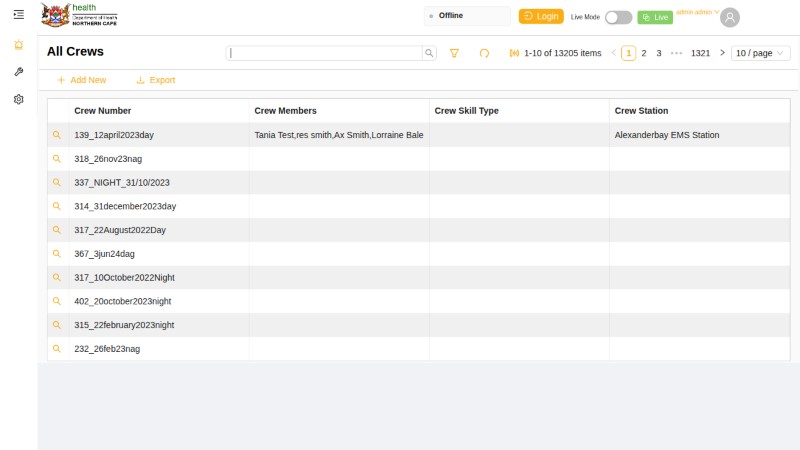 health
Department of Health
NORTHERN CAPE
Offline
Login
Live Mode
Live
admin admin
All Crews
1-10 of 13205 items
1 2 3 ••• 1321
10 / page
Add New
Export
Crew Number Crew Members Crew Skill Type Crew Station
139_12april2023day Tania Test,res smith,Ax Smith,Lorraine Bale Alexanderbay EMS Station
318_26nov23nag
337_NIGHT_31/10/2023
314_31december2023day
317_22August2022Day
367_3jun24dag
317_10October2022Night
402_20october2023night
315_22february2023night
232_26feb23nag